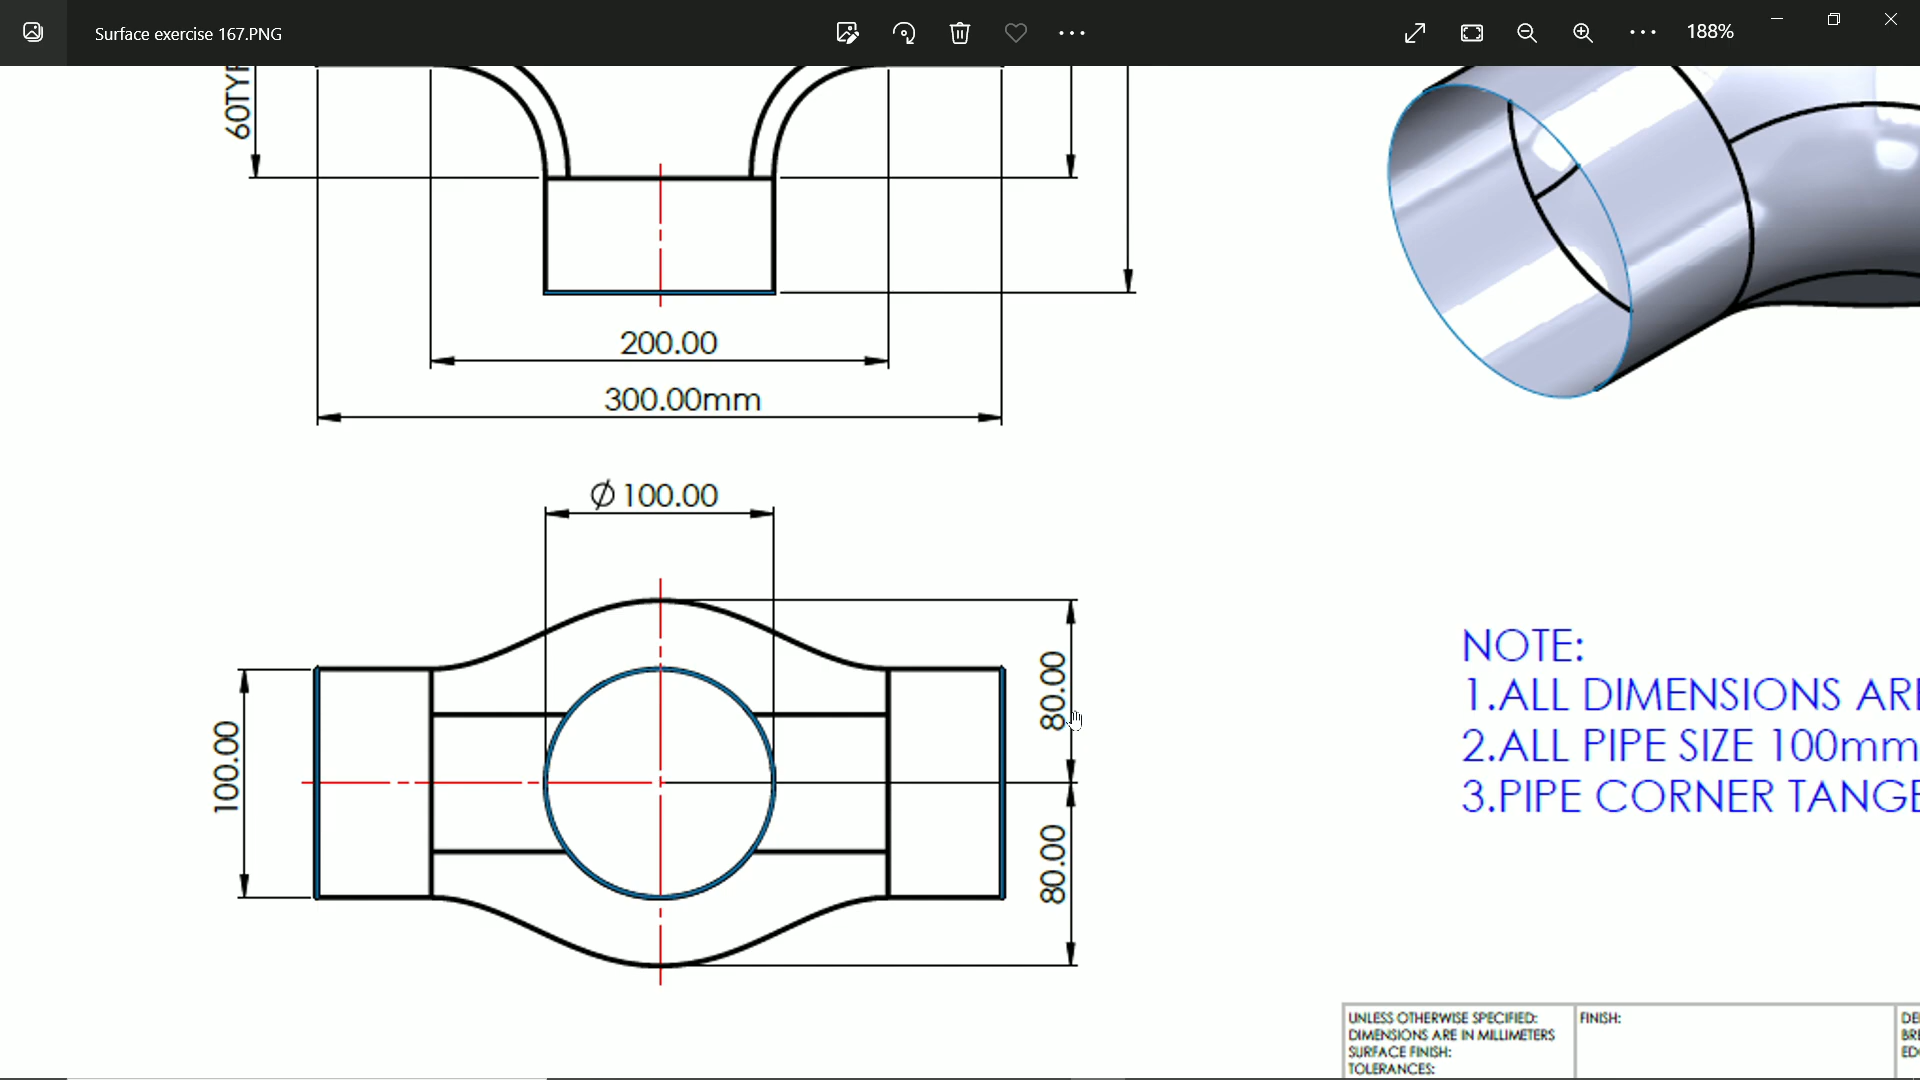 Surface exercise 167.PNG
188%
60TYP
200.00
300.00mm
Ø100.00
100.00
80.00
80.00
NOTE:
1.ALL DIMENSIONS ARE
2.ALL PIPE SIZE 100mm
3.PIPE CORNER TANGE
UNLESS OTHERWISE SPECIFIED:
DIMENSIONS ARE IN MILLIMETERS
SURFACE FINISH:
TOLERANCES:
FINISH: